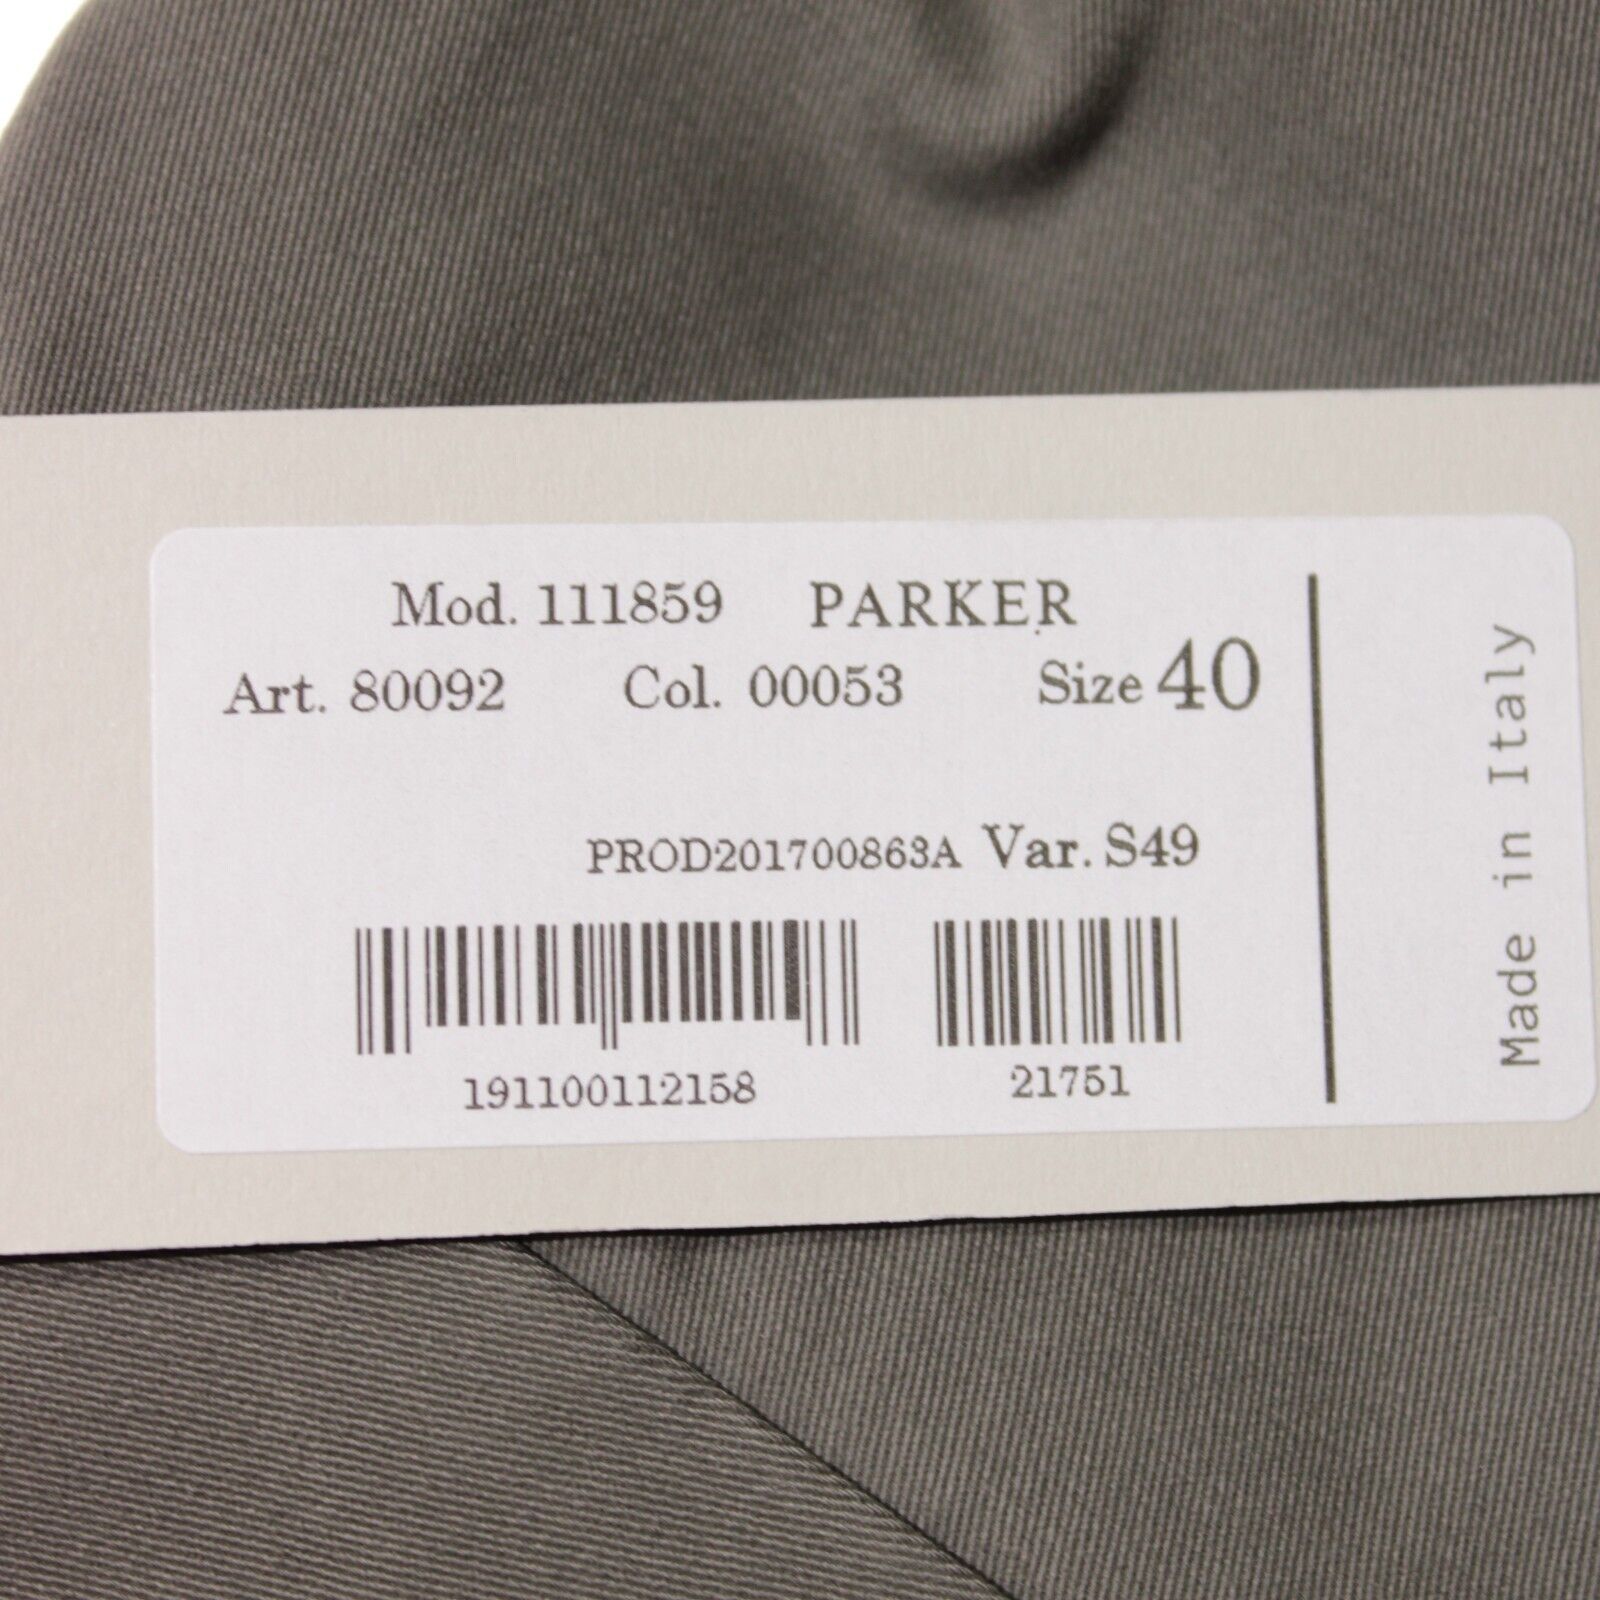 Mod. 111859 PARKER
Art. 80092 Col. 00053 Size 40
PROD201700863A Var. S49
191100112158 21751
Made in Italy